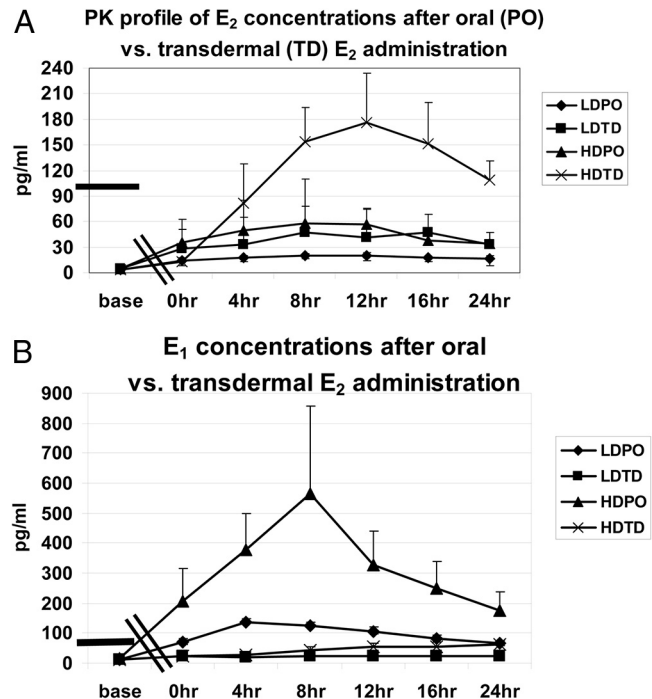 A
PK profile of E₂ concentrations after oral (PO)
vs. transdermal (TD) E₂ administration
240
210
180
150
120
90
60
30
0
pg/ml
base 0hr 4hr 8hr 12hr 16hr 24hr
LDPO
LDTD
HDPO
HDTD
B
E₁ concentrations after oral
vs. transdermal E₂ administration
900
800
700
600
500
400
300
200
100
0
pg/ml
base 0hr 4hr 8hr 12hr 16hr 24hr
LDPO
LDTD
HDPO
HDTD